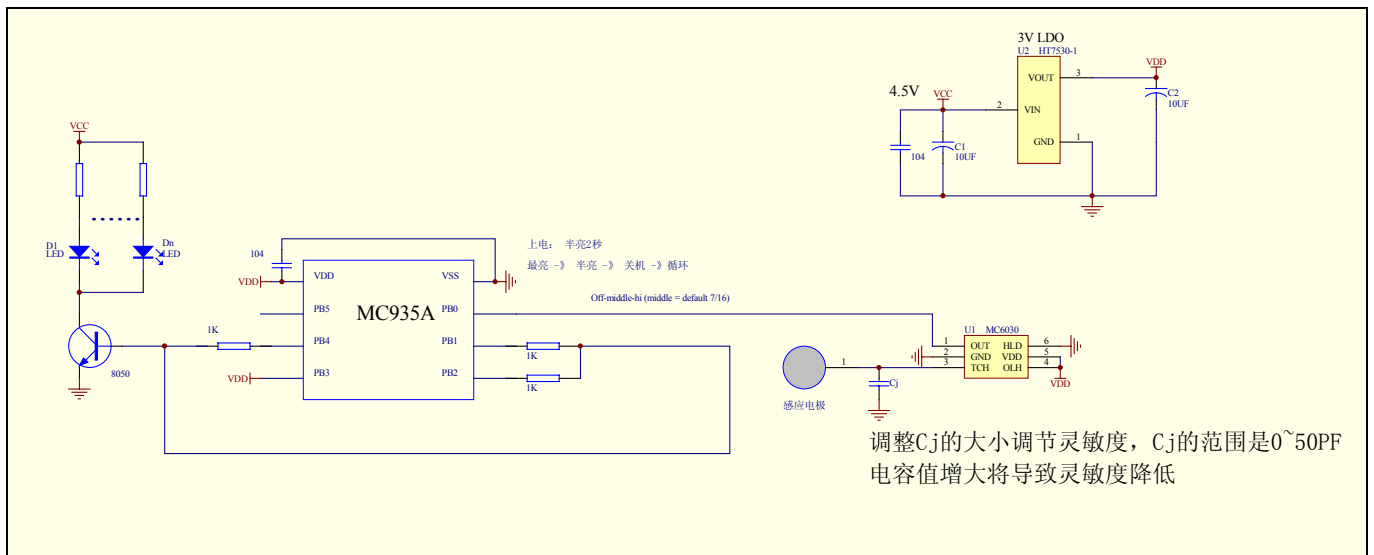 3V LDO
U2 HT7530-1
VOUT
3
VDD
C2
10UF
4.5V
VCC
2
VIN
104
C1
10UF
GND
1
VCC
D1
LED
Dn
LED
8050
1K
104
VDD
VDD
VDD
VSS
PB5
MC935A
PB0
PB4
PB1
PB3
PB2
VDD
1K
1K
上电： 半亮2秒
最亮 -》 半亮 -》 关机 -》循环
Off-middle-hi (middle = default 7/16)
U1 MC6030
1
OUT
HLD
6
2
GND
VDD
5
3
TCH
OLH
4
VDD
1
Cj
感应电极
调整Cj的大小调节灵敏度，Cj的范围是0~50PF
电容值增大将导致灵敏度降低